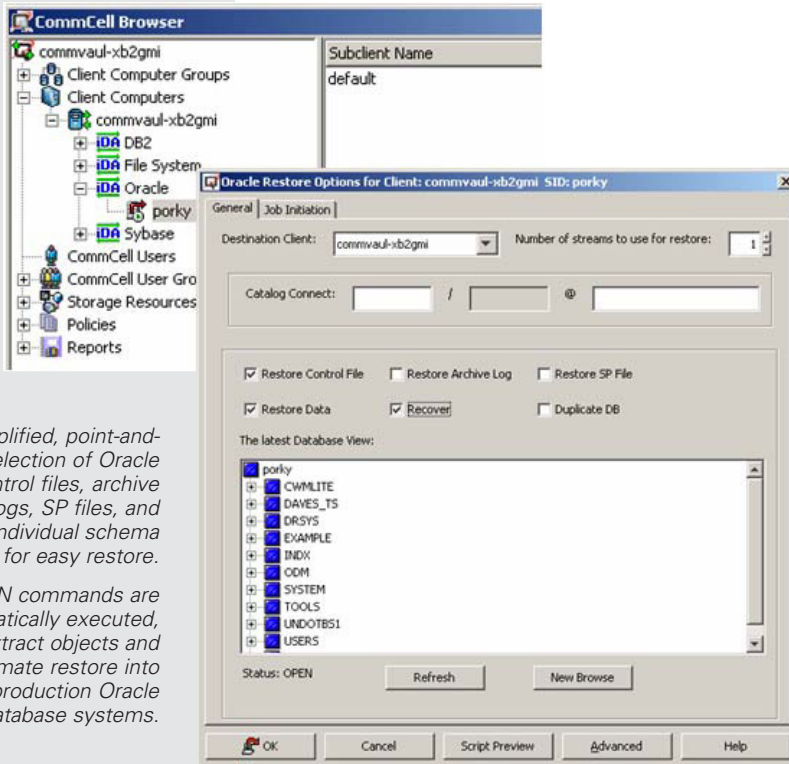 CommCell Browser
commvaul-xb2gmi
Client Computer Groups
Client Computers
commvaul-xb2gmi
iDA DB2
iDA File System
iDA Oracle
porky
iDA Sybase
CommCell Users
CommCell User Gro
Storage Resources
Policies
Reports
Subclient Name
default
Oracle Restore Options for Client: commvaul-xb2gmi SID: porky
General
Job Initiation
Destination Client: commvaul-xb2gmi
Number of streams to use for restore: 1
Catalog Connect: / @
Restore Control File Restore Archive Log Restore SP File
Restore Data Recover Duplicate DB
The latest Database View:
porky
CWMLITE
DAVES_TS
DRSYS
EXAMPLE
INDX
ODM
SYSTEM
TOOLS
UNDOTBS1
USERS
Status: OPEN
Refresh
New Browse
OK Cancel Script Preview Advanced Help
plified, point-and-
election of Oracle
ntrol files, archive
ogs, SP files, and
ndividual schema
for easy restore.
N commands are
atically executed,
tract objects and
mate restore into
production Oracle
atabase systems.